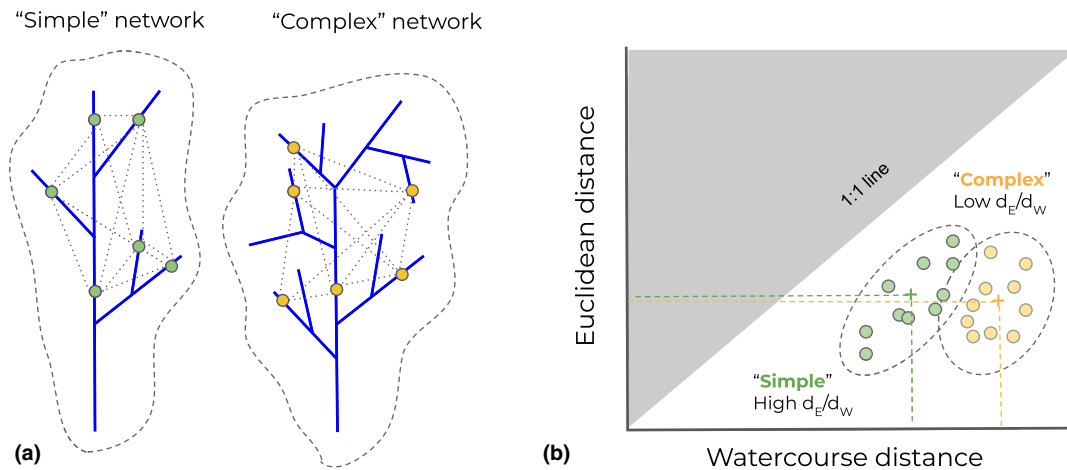 “Simple” network
“Complex” network
(a)
Euclidean distance
1:1 line
“Complex”
Low dE/dW
“Simple”
High dE/dW
(b)
Watercourse distance